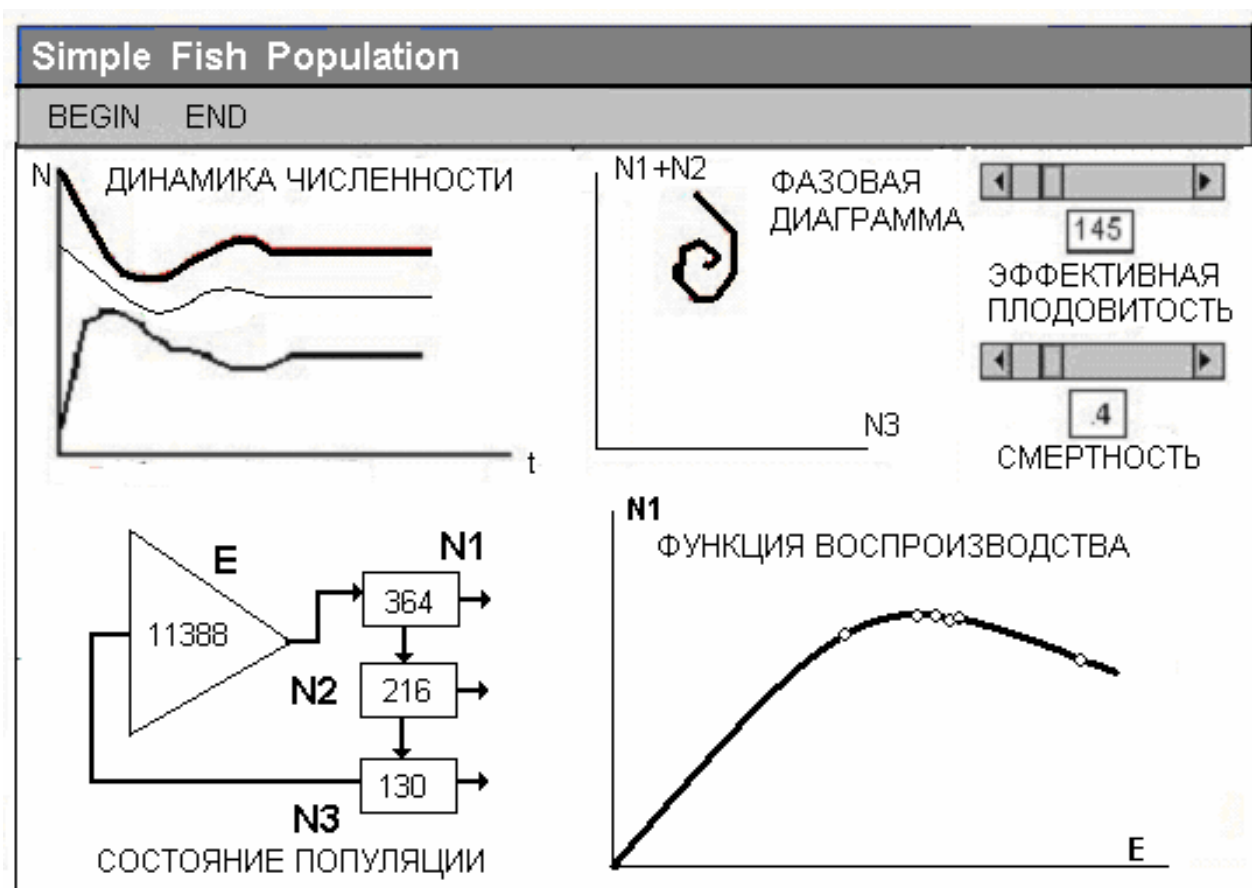 Simple Fish Population
BEGIN END
N
ДИНАМИКА ЧИСЛЕННОСТИ
t
N1+N2
ФАЗОВАЯ
ДИАГРАММА
N3
145
ЭФФЕКТИВНАЯ
ПЛОДОВИТОСТЬ
.4
СМЕРТНОСТЬ
E
11388
N1
364
N2
216
130
N3
СОСТОЯНИЕ ПОПУЛЯЦИИ
N1
ФУНКЦИЯ ВОСПРОИЗВОДСТВА
E